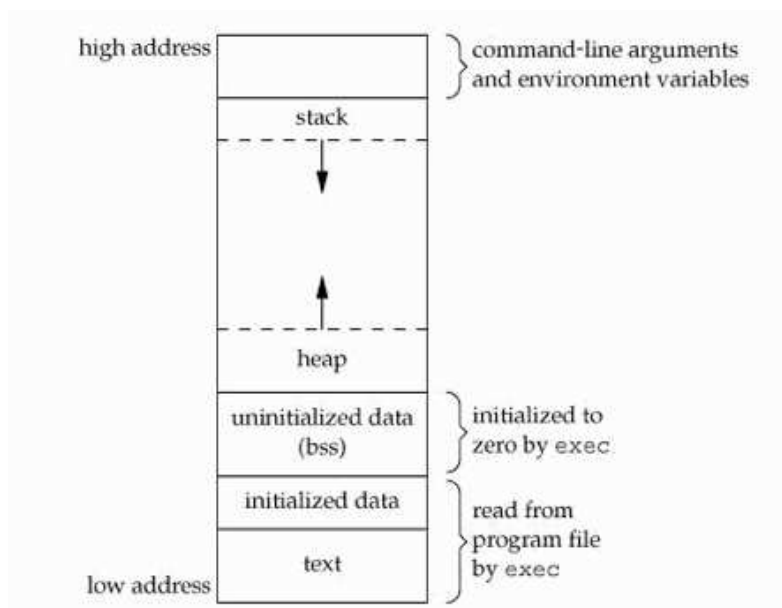 high address
command-line arguments
and environment variables
stack
heap
uninitialized data
(bss)
initialized to
zero by exec
initialized data
read from
program file
by exec
text
low address